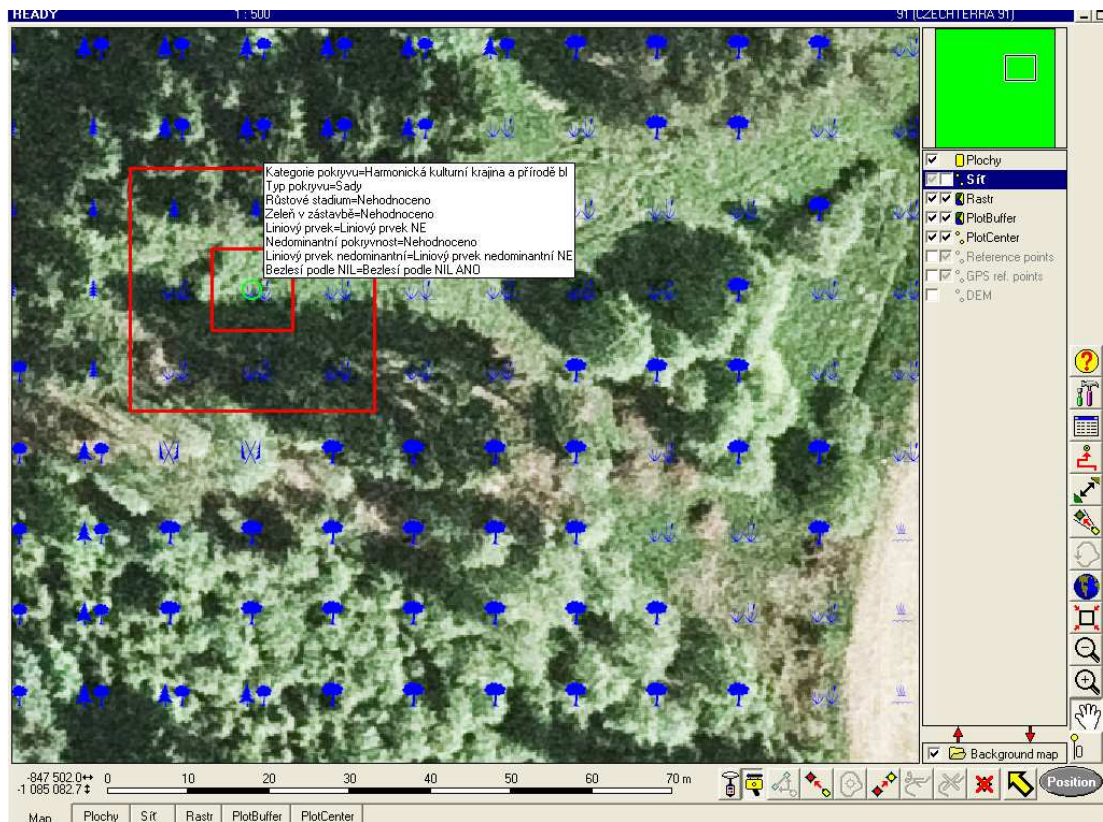 READY 1 : 500 91 (CZECHTERRA 91)
Kategorie pokryvu=Harmonická kulturní krajina a přírodě bl
Typ pokryvu=Sady
Růstové stadium=Nehodnoceno
Zeleň v zástavbě=Nehodnoceno
Liniový prvek=Liniový prvek NE
Nedominantní pokryvnost=Nehodnoceno
Liniový prvek nedominantní=Liniový prvek nedominantní NE
Bezlesí podle NIL=Bezlesí podle NIL ANO
Plochy
Síť
Rastr
PlotBuffer
PlotCenter
Reference points
GPS ref. points
DEM
Background map
-847 502.0
-1 085 082.7
0 10 20 30 40 50 60 70 m
Position
Map Plochy Síť Rastr PlotBuffer PlotCenter